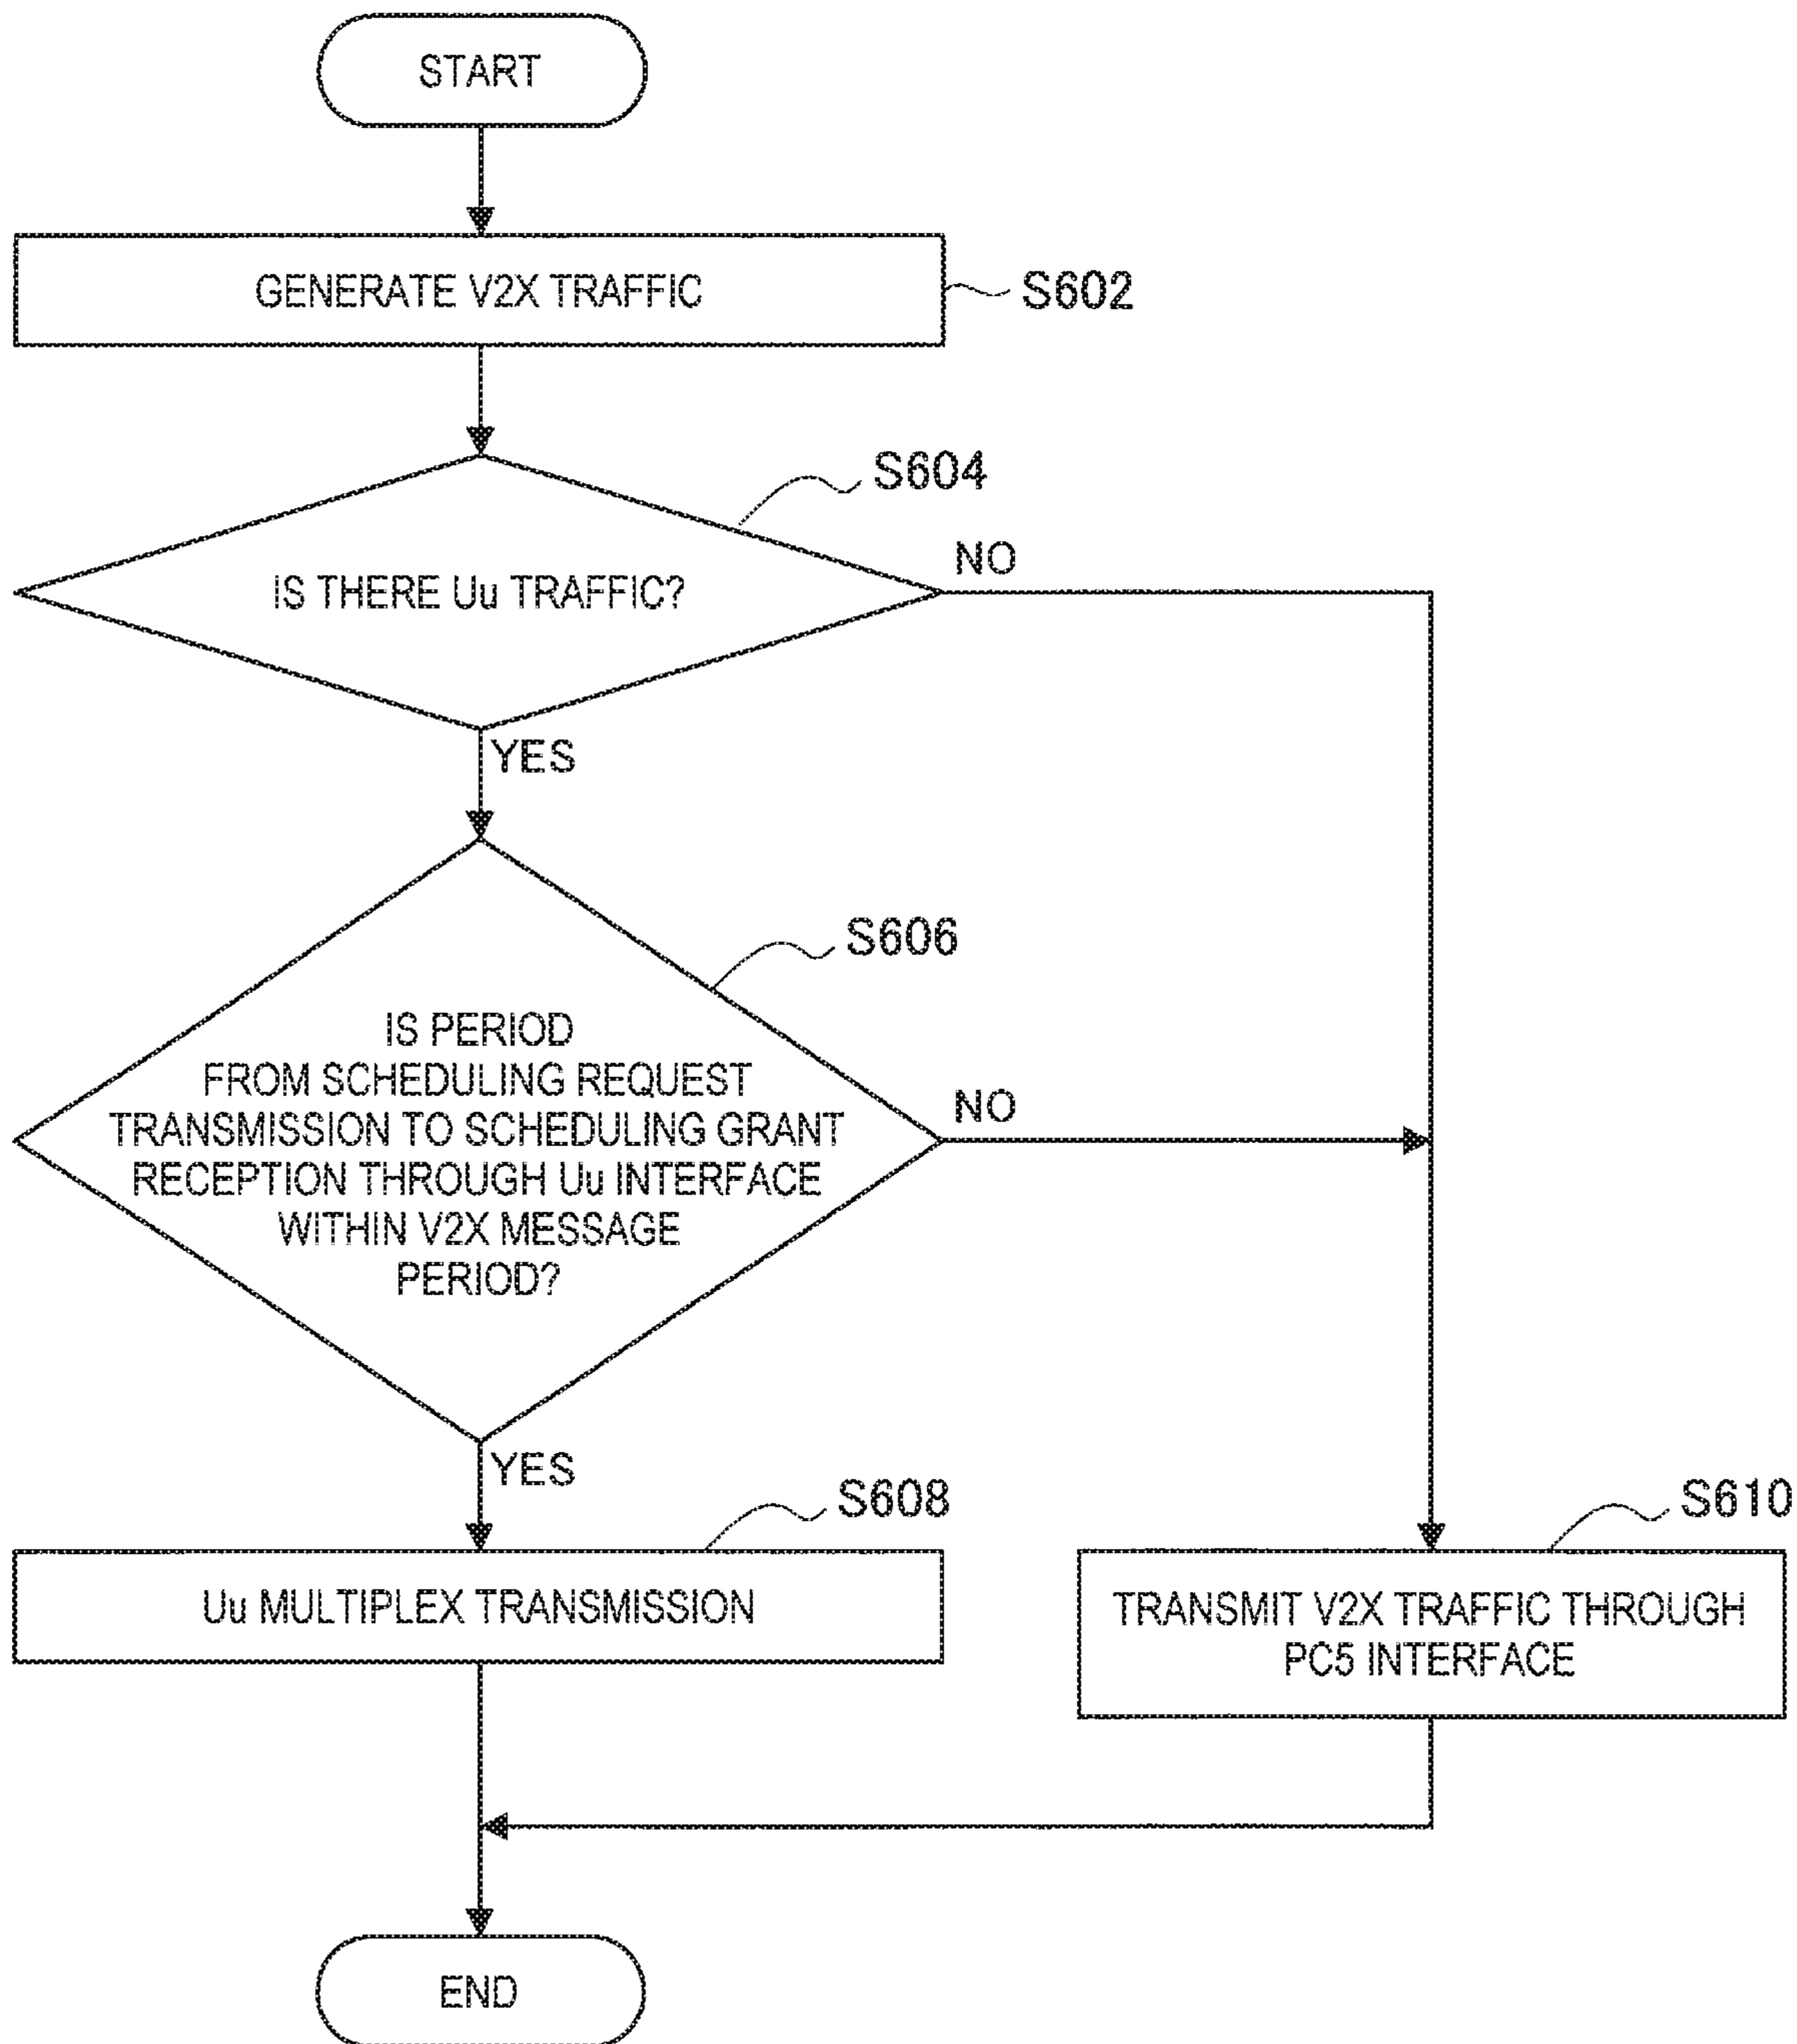 START
GENERATE V2X TRAFFIC
S602
S604
IS THERE Uu TRAFFIC?
NO
YES
S606
IS PERIOD
FROM SCHEDULING REQUEST
TRANSMISSION TO SCHEDULING GRANT
RECEPTION THROUGH Uu INTERFACE
WITHIN V2X MESSAGE
PERIOD?
NO
YES
S608
Uu MULTIPLEX TRANSMISSION
S610
TRANSMIT V2X TRAFFIC THROUGH
PC5 INTERFACE
END